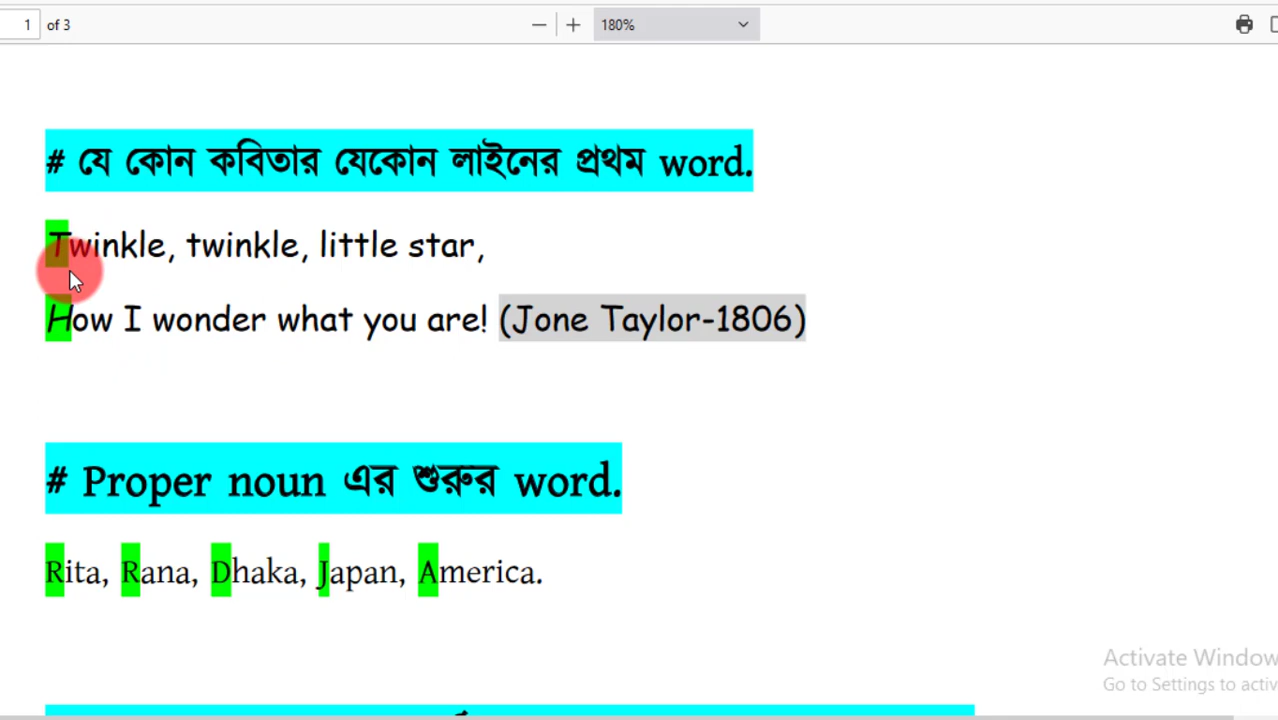 1 of 3 180%
# যে কোন কবিতার যেকোন লাইনের প্রথম word.
Twinkle, twinkle, little star,
How I wonder what you are! (Jone Taylor-1806)
# Proper noun এর শুরুর word.
Rita, Rana, Dhaka, Japan, America.
Activate Window
Go to Settings to activ